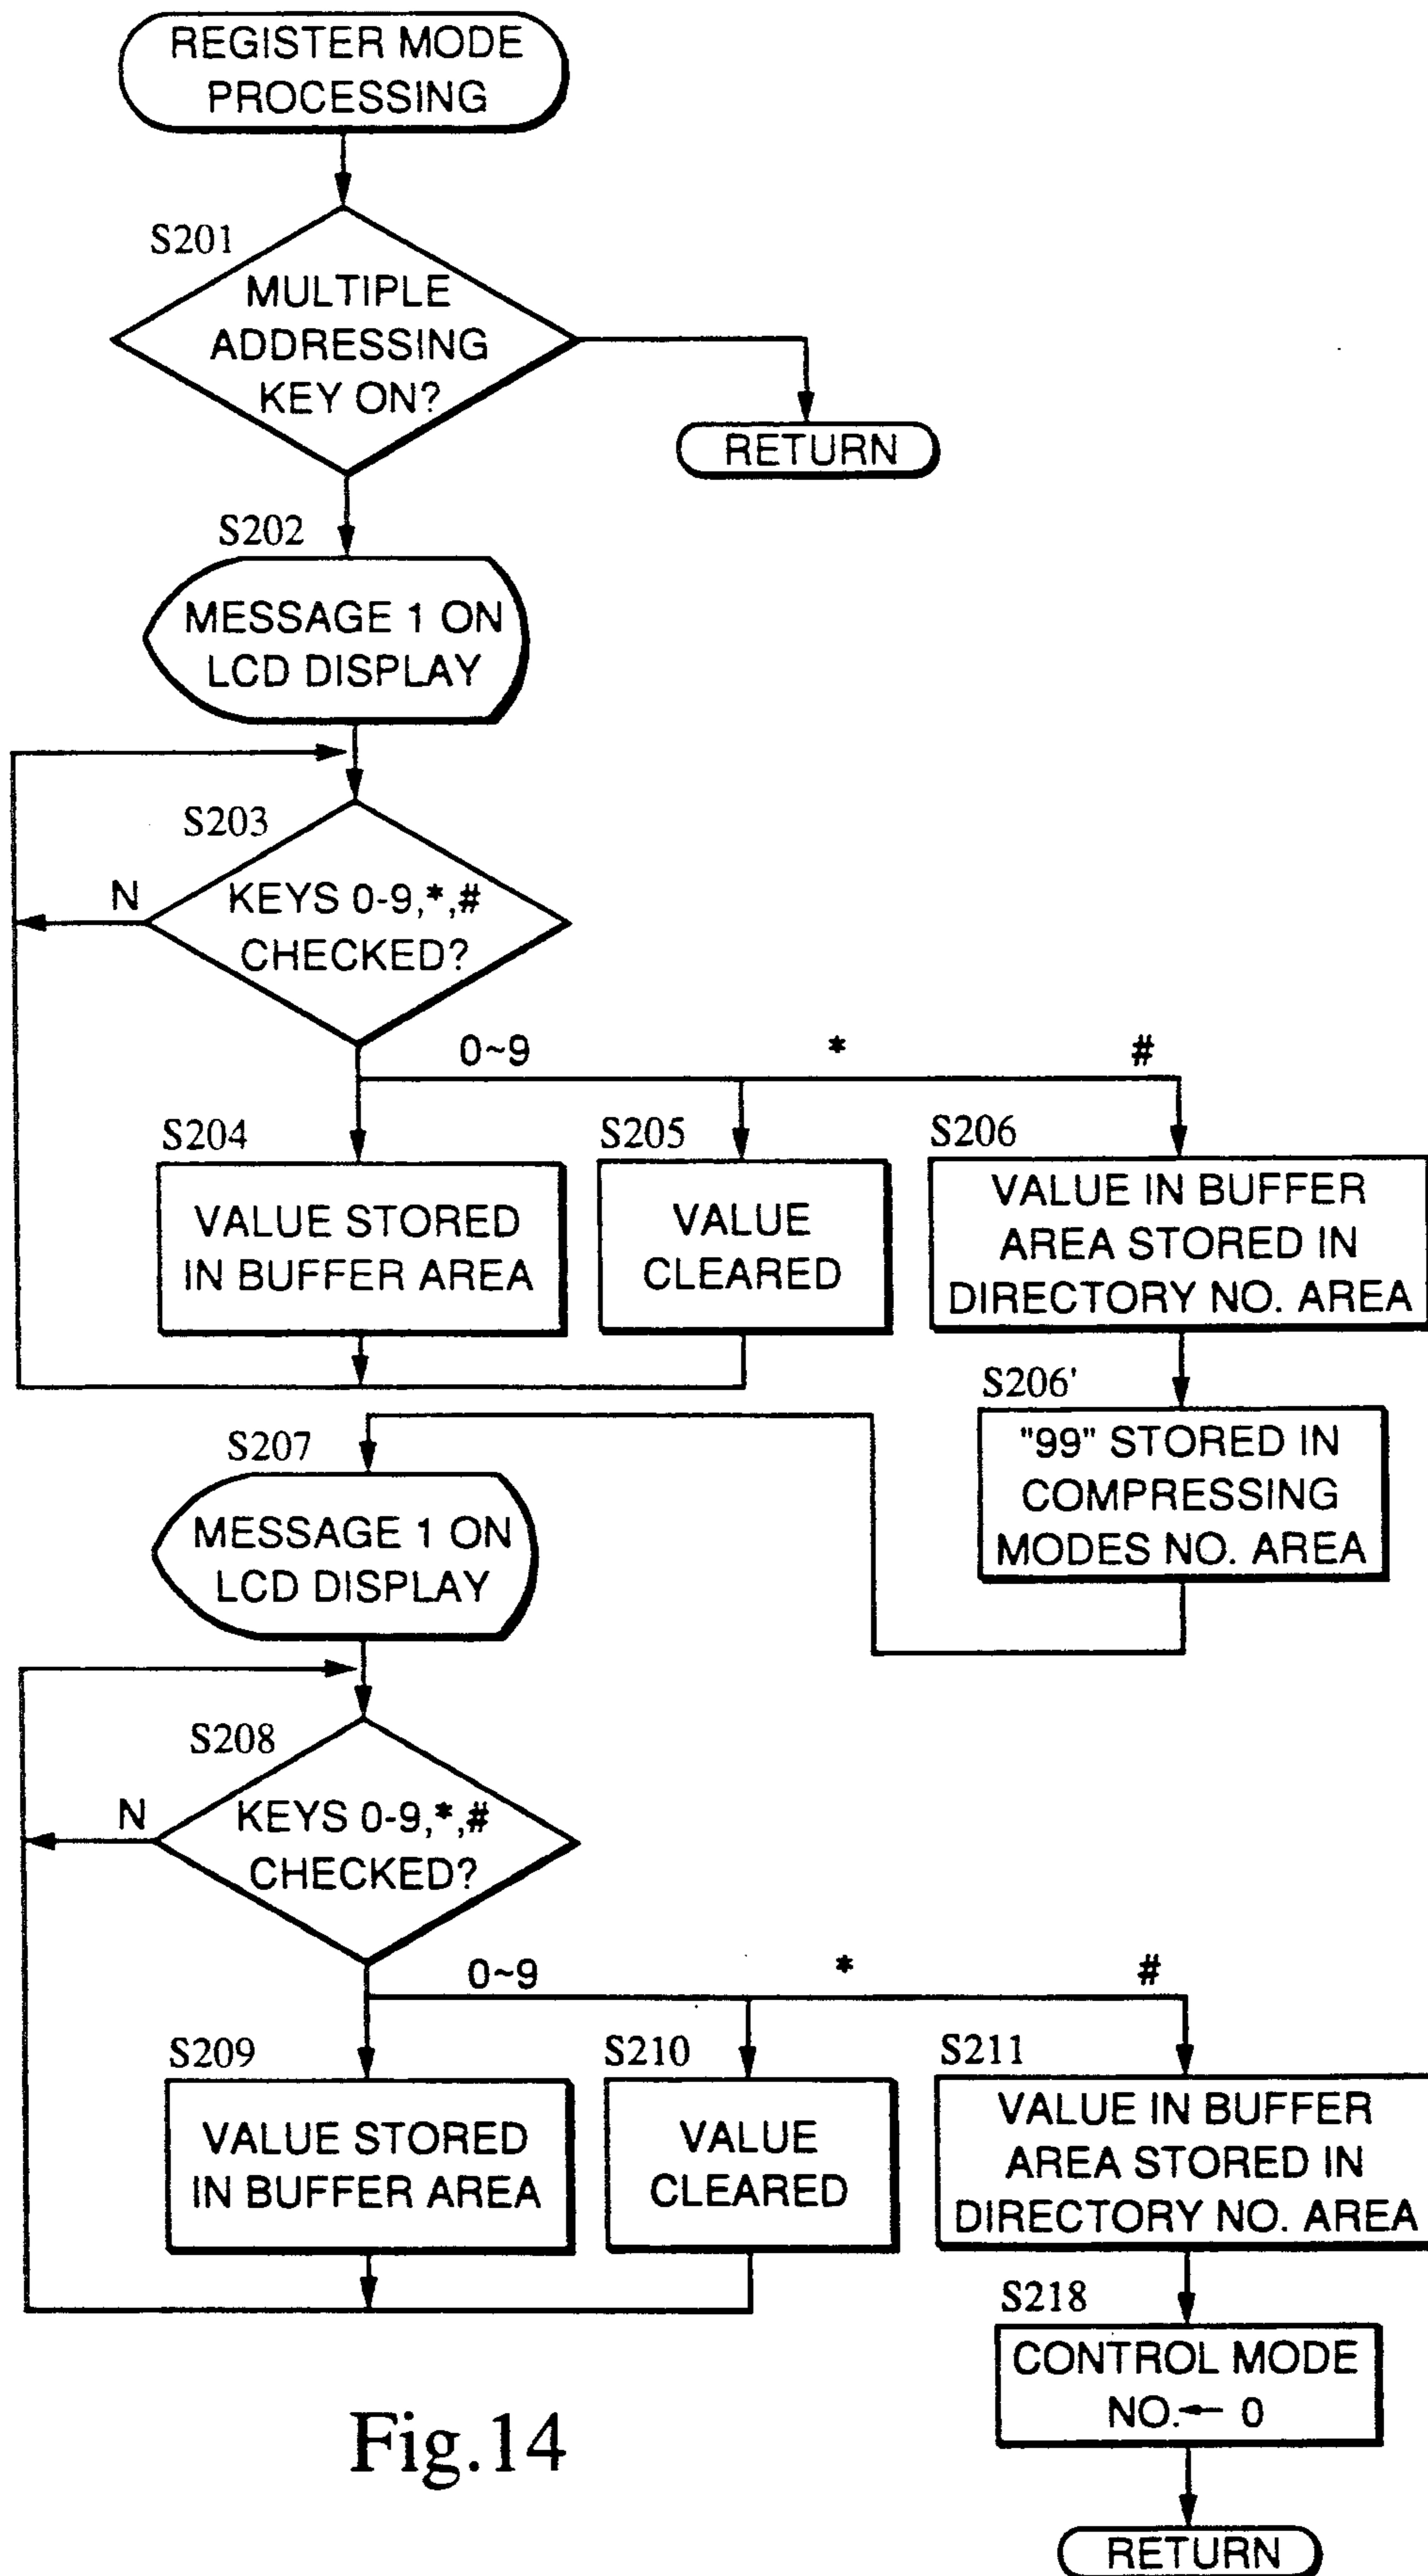 REGISTER MODE
PROCESSING
S201
MULTIPLE
ADDRESSING
KEY ON?
RETURN
S202
MESSAGE 1 ON
LCD DISPLAY
S203
N
KEYS 0-9,*,#
CHECKED?
0~9
*
#
S204
VALUE STORED
IN BUFFER AREA
S205
VALUE
CLEARED
S206
VALUE IN BUFFER
AREA STORED IN
DIRECTORY NO. AREA
S206'
"99" STORED IN
COMPRESSING
MODES NO. AREA
S207
MESSAGE 1 ON
LCD DISPLAY
S208
N
KEYS 0-9,*,#
CHECKED?
0~9
*
#
S209
VALUE STORED
IN BUFFER AREA
S210
VALUE
CLEARED
S211
VALUE IN BUFFER
AREA STORED IN
DIRECTORY NO. AREA
S218
CONTROL MODE
NO.← 0
RETURN
Fig.14